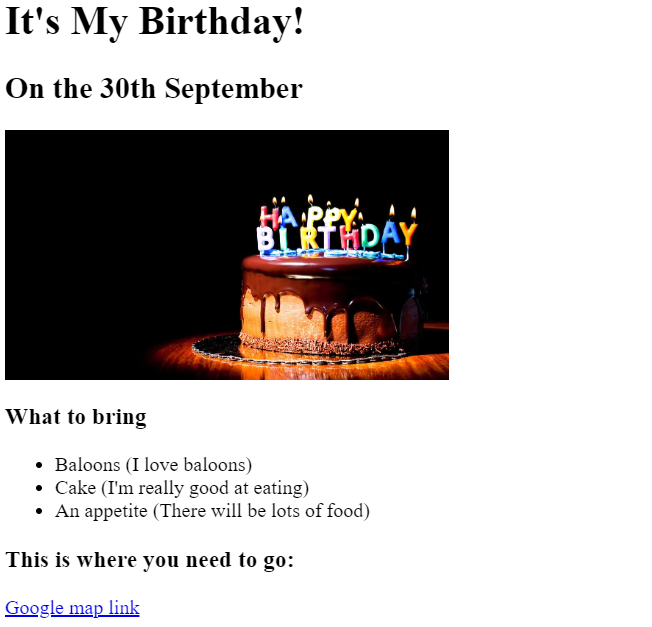 It's My Birthday!
On the 30th September
HAPPY
BIRTHDAY
What to bring
Baloons (I love baloons)
Cake (I'm really good at eating)
An appetite (There will be lots of food)
This is where you need to go:
Google map link